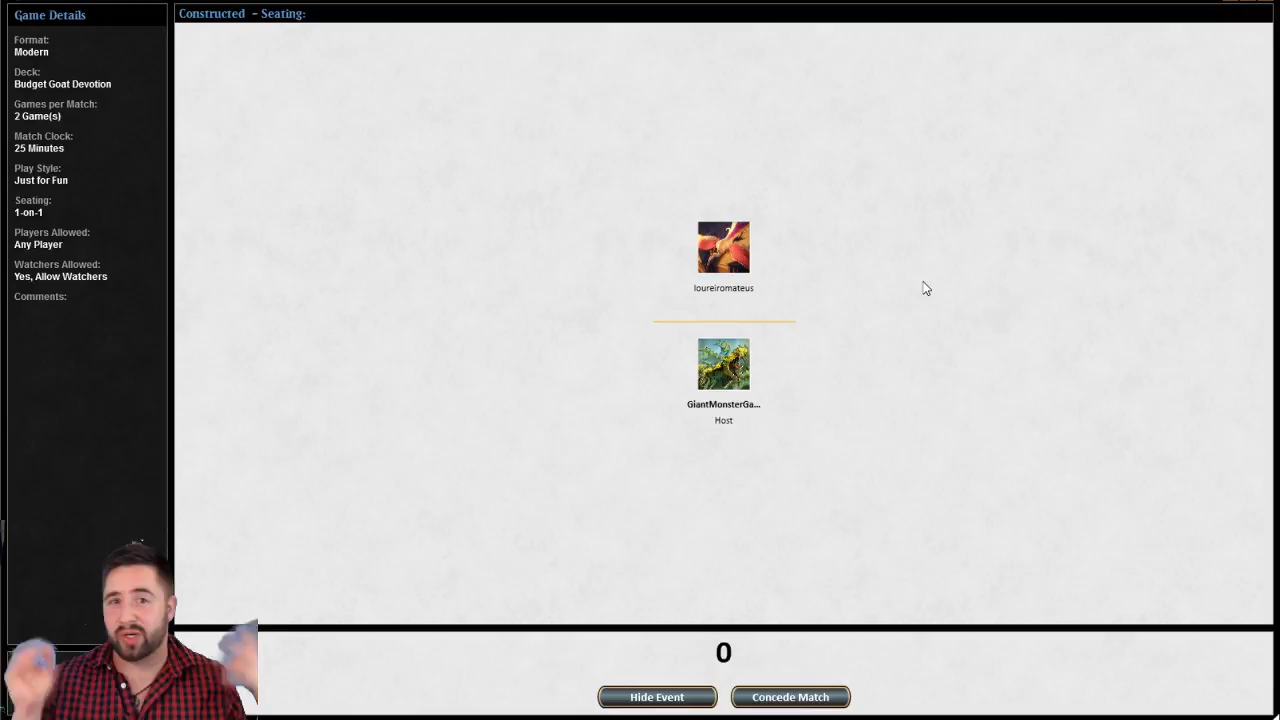 Game Details
Format:
Modern
Deck:
Budget Goat Devotion
Games per Match:
2 Game(s)
Match Clock:
25 Minutes
Play Style:
Just for Fun
Seating:
1-on-1
Players Allowed:
Any Player
Watchers Allowed:
Yes, Allow Watchers
Comments:
Constructed - Seating:
loureiromateus
GiantMonsterGa...
Host
0
Hide Event
Concede Match